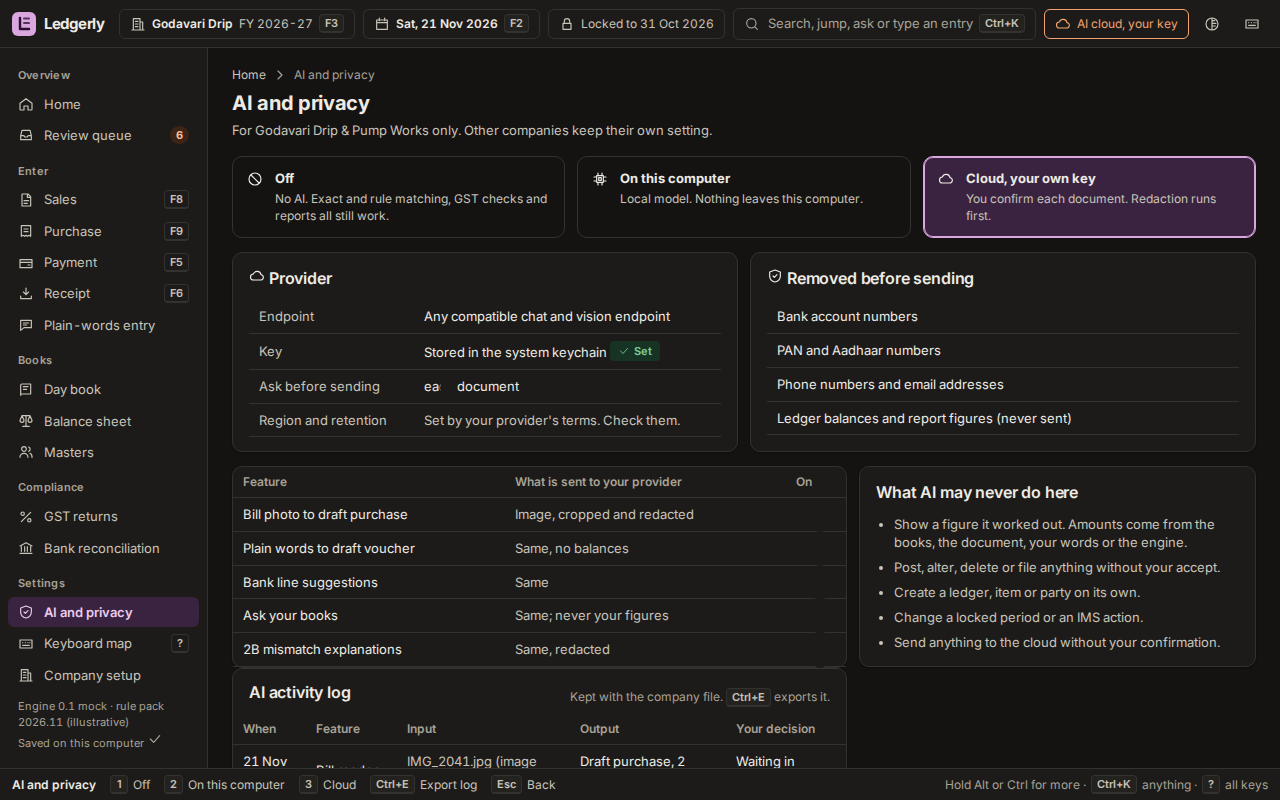 Ledgerly
Godavari Drip FY 2026-27 F3
Sat, 21 Nov 2026 F2
Locked to 31 Oct 2026
Search, jump, ask or type an entry Ctrl+K
AI cloud, your key
Overview
Home
Review queue 6
Enter
Sales F8
Purchase F9
Payment F5
Receipt F6
Plain-words entry
Books
Day book
Balance sheet
Masters
Compliance
GST returns
Bank reconciliation
Settings
AI and privacy
Keyboard map ?
Company setup
Engine 0.1 mock · rule pack
2026.11 (illustrative)
Saved on this computer
Home > AI and privacy
AI and privacy
For Godavari Drip & Pump Works only. Other companies keep their own setting.
Off
No AI. Exact and rule matching, GST checks and
reports all still work.
On this computer
Local model. Nothing leaves this computer.
Cloud, your own key
You confirm each document. Redaction runs
first.
Provider
Endpoint Any compatible chat and vision endpoint
Key Stored in the system keychain Set
Ask before sending document
Region and retention Set by your provider's terms. Check them.
Removed before sending
Bank account numbers
PAN and Aadhaar numbers
Phone numbers and email addresses
Ledger balances and report figures (never sent)
Feature What is sent to your provider On
Bill photo to draft purchase Image, cropped and redacted
Plain words to draft voucher Same, no balances
Bank line suggestions Same
Ask your books Same; never your figures
2B mismatch explanations Same, redacted
What AI may never do here
Show a figure it worked out. Amounts come from the
books, the document, your words or the engine.
Post, alter, delete or file anything without your accept.
Create a ledger, item or party on its own.
Change a locked period or an IMS action.
Send anything to the cloud without your confirmation.
AI activity log Kept with the company file. Ctrl+E exports it.
When Feature Input Output Your decision
21 Nov IMG_2041.jpg (image Draft purchase, 2 Waiting in
AI and privacy 1 Off 2 On this computer 3 Cloud Ctrl+E Export log Esc Back
Hold Alt or Ctrl for more · Ctrl+K anything · ? all keys